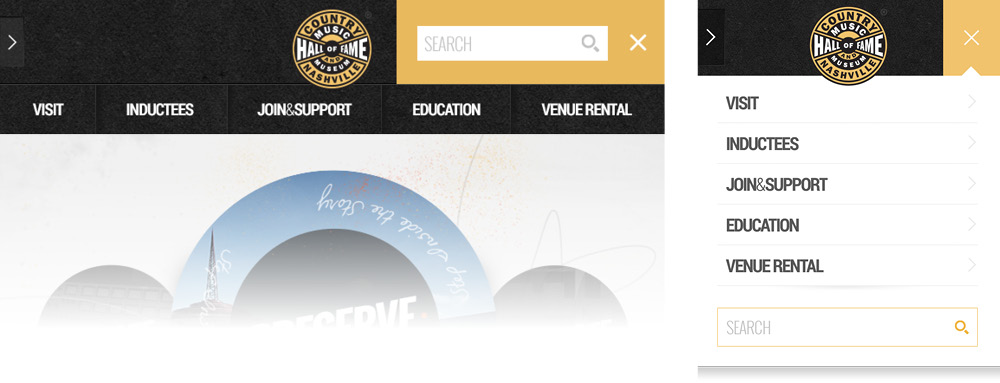 COUNTRY
MUSIC
HALL OF FAME
AND
MUSEUM
NASHVILLE
®
SEARCH
VISIT
INDUCTEES
JOIN&SUPPORT
EDUCATION
VENUE RENTAL
Step Inside the Story
PRESERVE
COUNTRY
MUSIC
HALL OF FAME
AND
MUSEUM
NASHVILLE
®
VISIT
INDUCTEES
JOIN&SUPPORT
EDUCATION
VENUE RENTAL
SEARCH